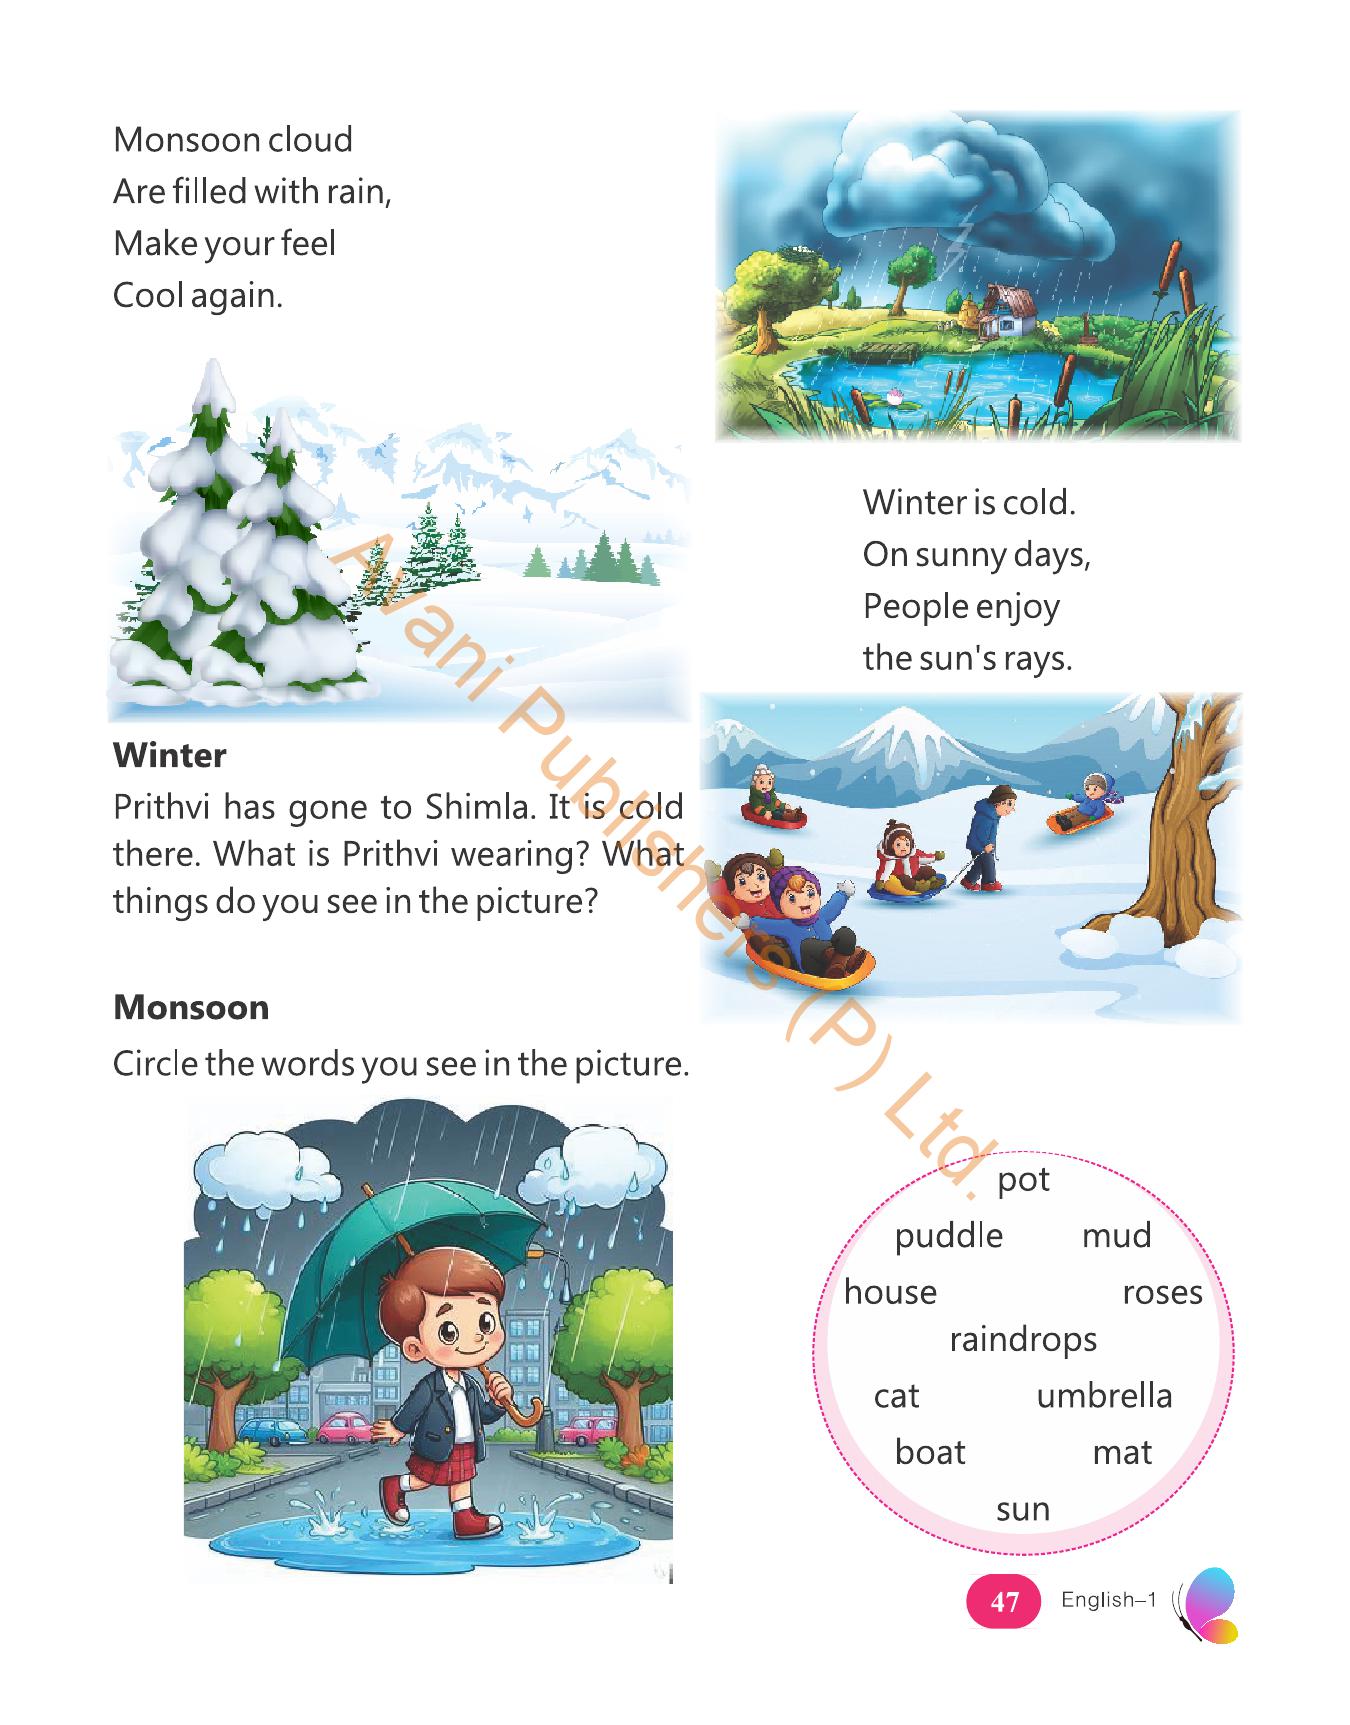 Monsoon cloud
Are filled with rain,
Make your feel
Cool again.
Winter is cold.
On sunny days,
People enjoy
the sun's rays.
Winter
Prithvi has gone to Shimla. It is cold
there. What is Prithvi wearing? What
things do you see in the picture?
Monsoon
Circle the words you see in the picture.
pot
puddle mud
house roses
raindrops
cat umbrella
boat mat
sun
47 English–1
Avani Publishers (P) Ltd.